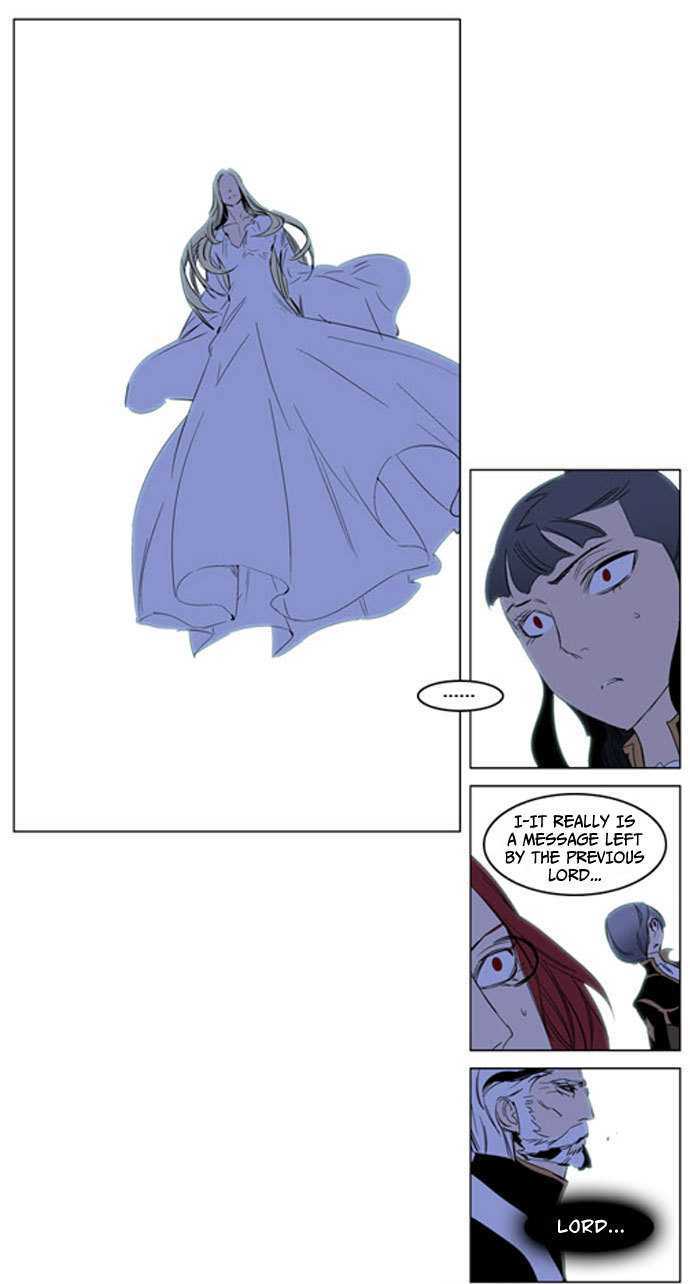 ......
I-IT REALLY IS
A MESSAGE LEFT
BY THE PREVIOUS
LORD...
LORD...